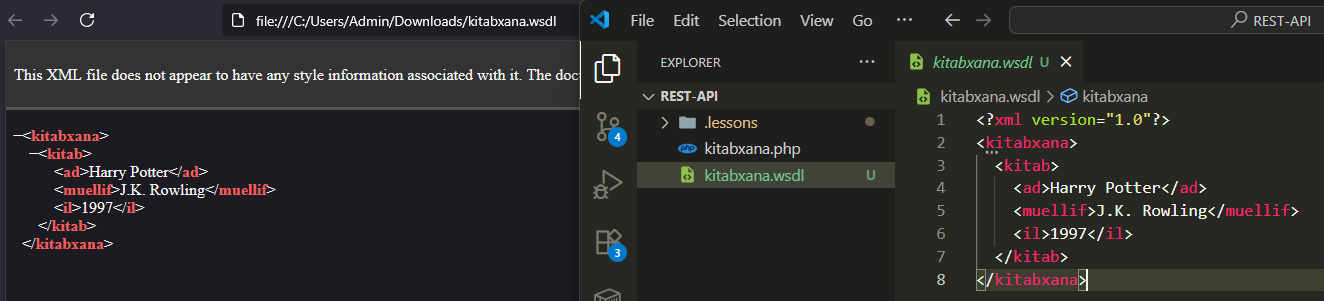 file:///C:/Users/Admin/Downloads/kitabxana.wsdl
This XML file does not appear to have any style information associated with it. The
−<kitabxana>
−<kitab>
<ad>Harry Potter</ad>
<muellif>J.K. Rowling</muellif>
<il>1997</il>
</kitab>
</kitabxana>
File Edit Selection View Go ··· REST-API
EXPLORER ···
REST-API
.lessons
php kitabxana.php
kitabxana.wsdl U
4
3
kitabxana.wsdl U
kitabxana.wsdl > kitabxana
1 <?xml version="1.0"?>
2 <kitabxana>
3 <kitab>
4 <ad>Harry Potter</ad>
5 <muellif>J.K. Rowling</muellif>
6 <il>1997</il>
7 </kitab>
8 </kitabxana>